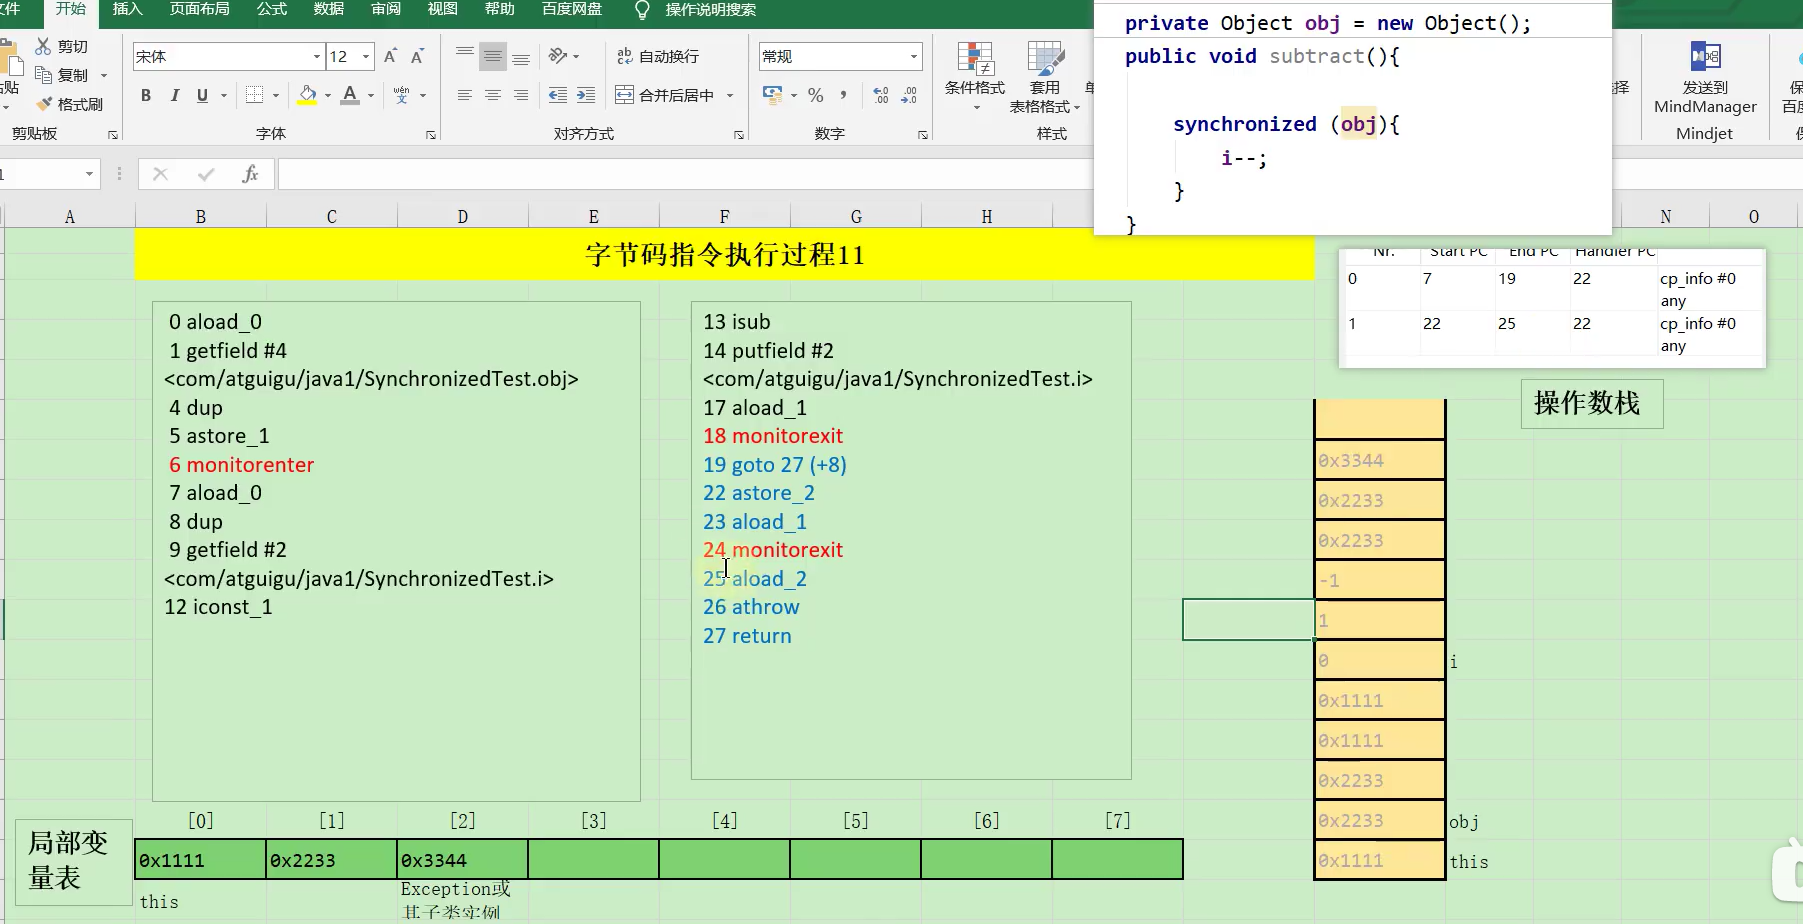 文件 开始 插入 页面布局 公式 数据 审阅 视图 帮助 百度网盘 操作说明搜索
剪切
复制
格式刷
粘贴
剪贴板
宋体 12
B I U
字体
自动换行
合并后居中
对齐方式
常规
数字
条件格式
套用
表格格式
样式
发送到
MindManager
Mindjet
private Object obj = new Object();
public void subtract(){
synchronized (obj){
i--;
}
}
fx
A B C D E F G H N O
字节码指令执行过程11
Nr. Start PC End PC Handler PC
0 7 19 22 cp_info #0
any
1 22 25 22 cp_info #0
any
0 aload_0
1 getfield #4
<com/atguigu/java1/SynchronizedTest.obj>
4 dup
5 astore_1
6 monitorenter
7 aload_0
8 dup
9 getfield #2
<com/atguigu/java1/SynchronizedTest.i>
12 iconst_1
13 isub
14 putfield #2
<com/atguigu/java1/SynchronizedTest.i>
17 aload_1
18 monitorexit
19 goto 27 (+8)
22 astore_2
23 aload_1
24 monitorexit
25 aload_2
26 athrow
27 return
操作数栈
0x3344
0x2233
0x2233
-1
1
0 i
0x1111
0x1111
0x2233
0x2233 obj
0x1111 this
[0] [1] [2] [3] [4] [5] [6] [7]
局部变
量表
0x1111 0x2233 0x3344
this
Exception或
其子类实例